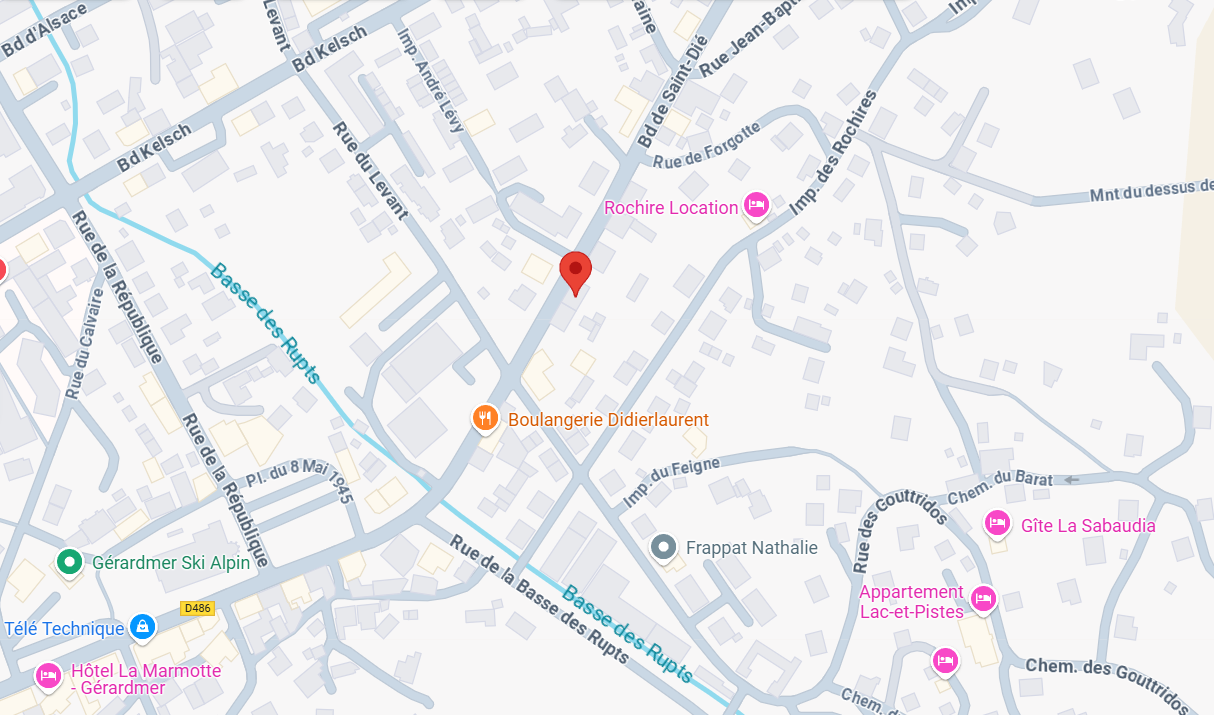 Bd d'Alsace
Levant
Bd Kelsch
Imp. André Lévy
aine
Rue Jean-Bapti
Imp
Bd de Saint-Dié
Bd Kelsch
Rue du Levant
Rue de Forgotte
Imp. des Rochires
Mnt du dessus de
Rochire Location
Rue de la République
Basse des Rupts
Rue du Calvaire
Boulangerie Didierlaurent
Rue de la République
Pl. du 8 Mai 1945
Imp. du Feigne
Chem. du Barat
Rue des Gouttridos
Gîte La Sabaudia
Frappat Nathalie
Gérardmer Ski Alpin
Rue de la Basse des Rupts
Basse des Rupts
Appartement
Lac-et-Pistes
D486
Télé Technique
Hôtel La Marmotte
- Gérardmer
Chem. des Gouttridos
Chem. d